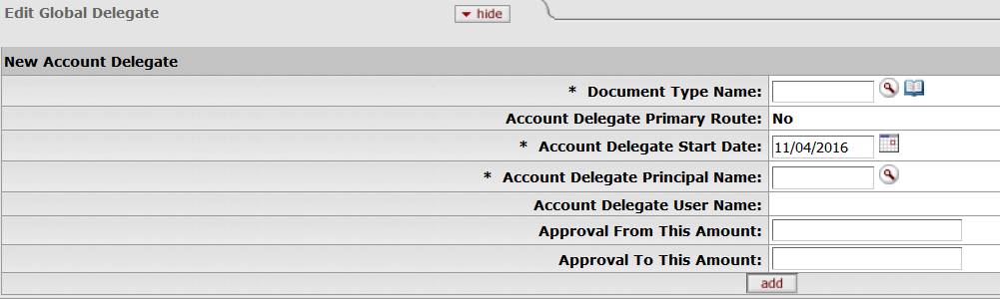 Edit Global Delegate
hide
New Account Delegate
* Document Type Name:
Account Delegate Primary Route: No
* Account Delegate Start Date: 11/04/2016
* Account Delegate Principal Name:
Account Delegate User Name:
Approval From This Amount:
Approval To This Amount:
add